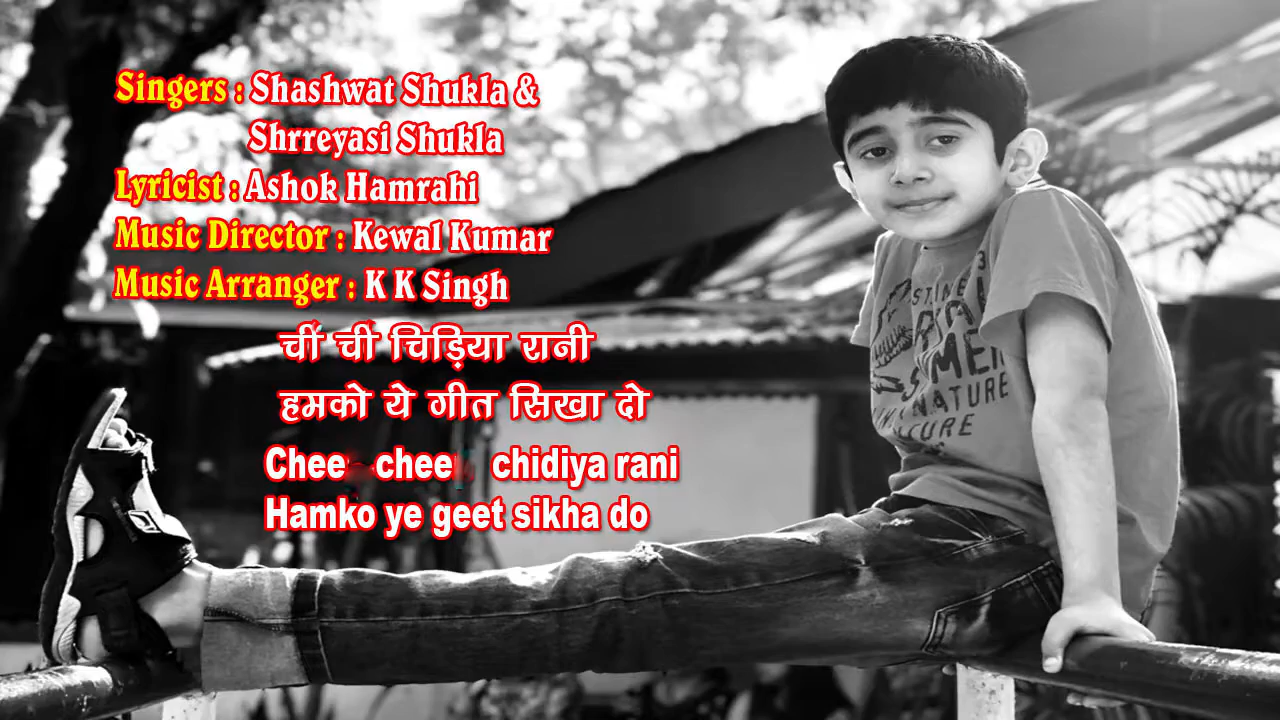 Singers : Shashwat Shukla &
Shrreyasi Shukla
Lyricist : Ashok Hamrahi
Music Director : Kewal Kumar
Music Arranger : K K Singh
चीं चीं चिड़िया रानी
हमको ये गीत सिखा दो
Chee chee chidiya rani
Hamko ye geet sikha do
NATURE